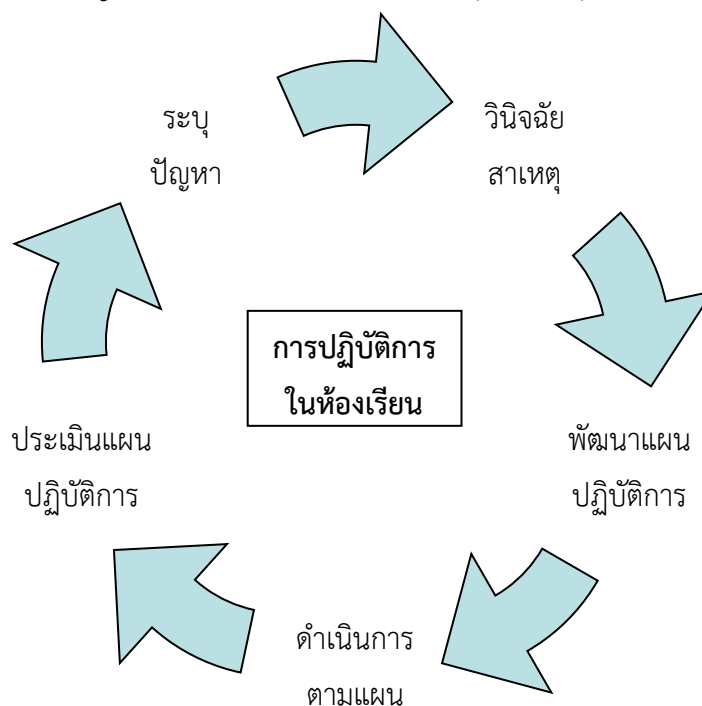 ระบุ
ปัญหา
วินิจฉัย
สาเหตุ
การปฏิบัติการ
ในห้องเรียน
ประเมินแผน
ปฏิบัติการ
พัฒนาแผน
ปฏิบัติการ
ดำเนินการ
ตามแผน